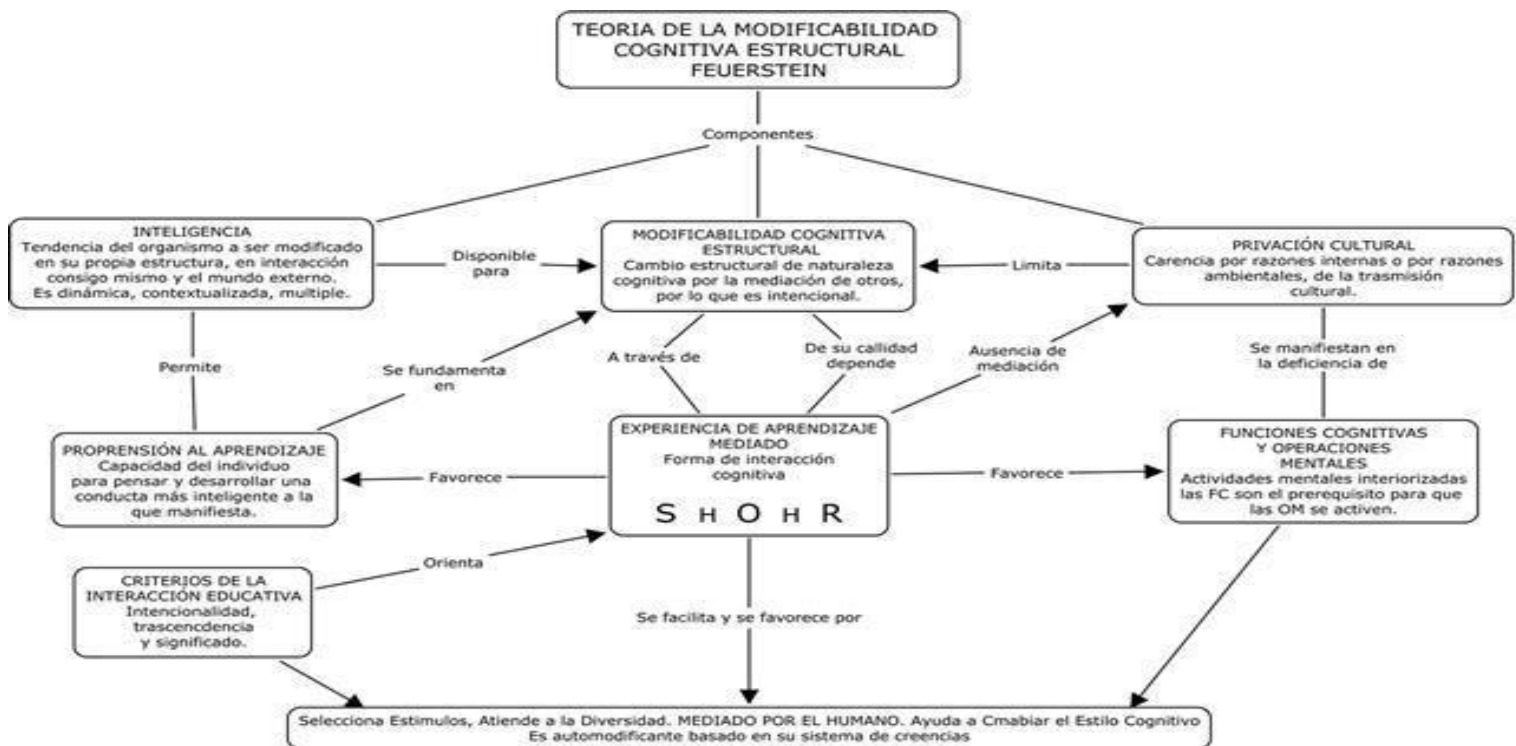 TEORIA DE LA MODIFICABILIDAD
COGNITIVA ESTRUCTURAL
FEUERSTEIN
Componentes
INTELIGENCIA
Tendencia del organismo a ser modificado
en su propia estructura, en interacción
consigo mismo y el mundo externo.
Es dinámica, contextualizada, multiple.
Disponible
para
MODIFICABILIDAD COGNITIVA
ESTRUCTURAL
Cambio estructural de naturaleza
cognitiva por la mediación de otros,
por lo que es intencional.
Limita
PRIVACIÓN CULTURAL
Carencia por razones internas o por razones
ambientales, de la trasmisión
cultural.
Permite
Se fundamenta
en
A través de
De su callidad
depende
Ausencia de
mediación
Se manifiestan en
la deficiencia de
PROPRENSIÓN AL APRENDIZAJE
Capacidad del individuo
para pensar y desarrollar una
conducta más inteligente a la
que manifiesta.
Favorece
EXPERIENCIA DE APRENDIZAJE
MEDIADO
Forma de interacción
cognitiva
S H O H R
Favorece
FUNCIONES COGNITIVAS
Y OPERACIONES
MENTALES
Actividades mentales interiorizadas
las FC son el prerequisito para que
las OM se activen.
Orienta
CRITERIOS DE LA
INTERACCIÓN EDUCATIVA
Intencionalidad,
trascencdencia
y significado.
Se facilita y se favorece por
Selecciona Estimulos, Atiende a la Diversidad. MEDIADO POR EL HUMANO. Ayuda a Cmabiar el Estilo Cognitivo
Es automodificante basado en su sistema de creencias